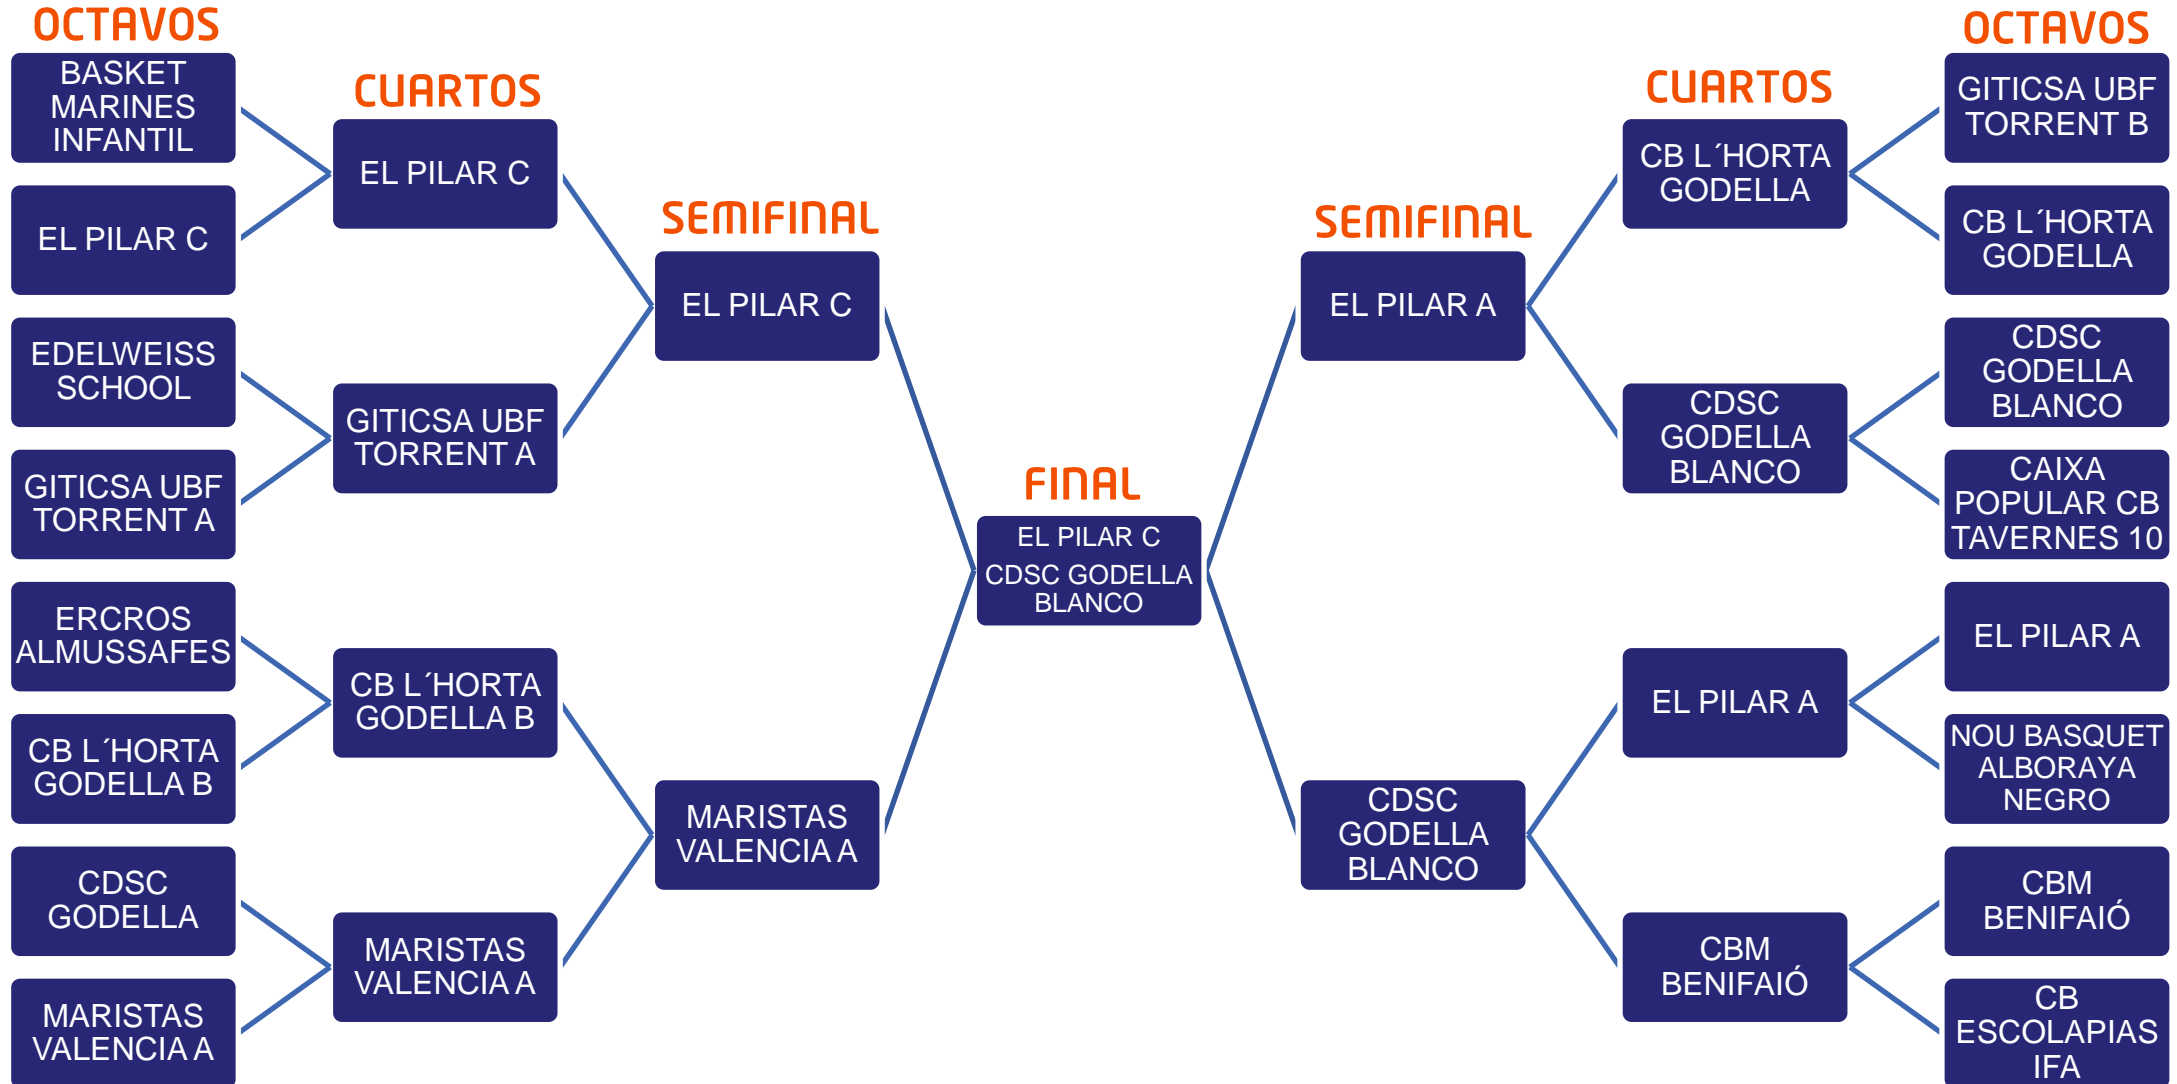 OCTAVOS
BASKET
MARINES
INFANTIL
EL PILAR C
EDELWEISS
SCHOOL
GITICSA UBF
TORRENT A
ERCROS
ALMUSSAFES
CB L´HORTA
GODELLA B
CDSC
GODELLA
MARISTAS
VALENCIA A
CUARTOS
EL PILAR C
GITICSA UBF
TORRENT A
CB L´HORTA
GODELLA B
MARISTAS
VALENCIA A
SEMIFINAL
EL PILAR C
MARISTAS
VALENCIA A
FINAL
EL PILAR C
CDSC GODELLA
BLANCO
SEMIFINAL
EL PILAR A
CDSC
GODELLA
BLANCO
CUARTOS
CB L´HORTA
GODELLA
CDSC
GODELLA
BLANCO
EL PILAR A
CBM
BENIFAIÓ
OCTAVOS
GITICSA UBF
TORRENT B
CB L´HORTA
GODELLA
CDSC
GODELLA
BLANCO
CAIXA
POPULAR CB
TAVERNES 10
EL PILAR A
NOU BASQUET
ALBORAYA
NEGRO
CBM
BENIFAIÓ
CB
ESCOLAPIAS
IFA